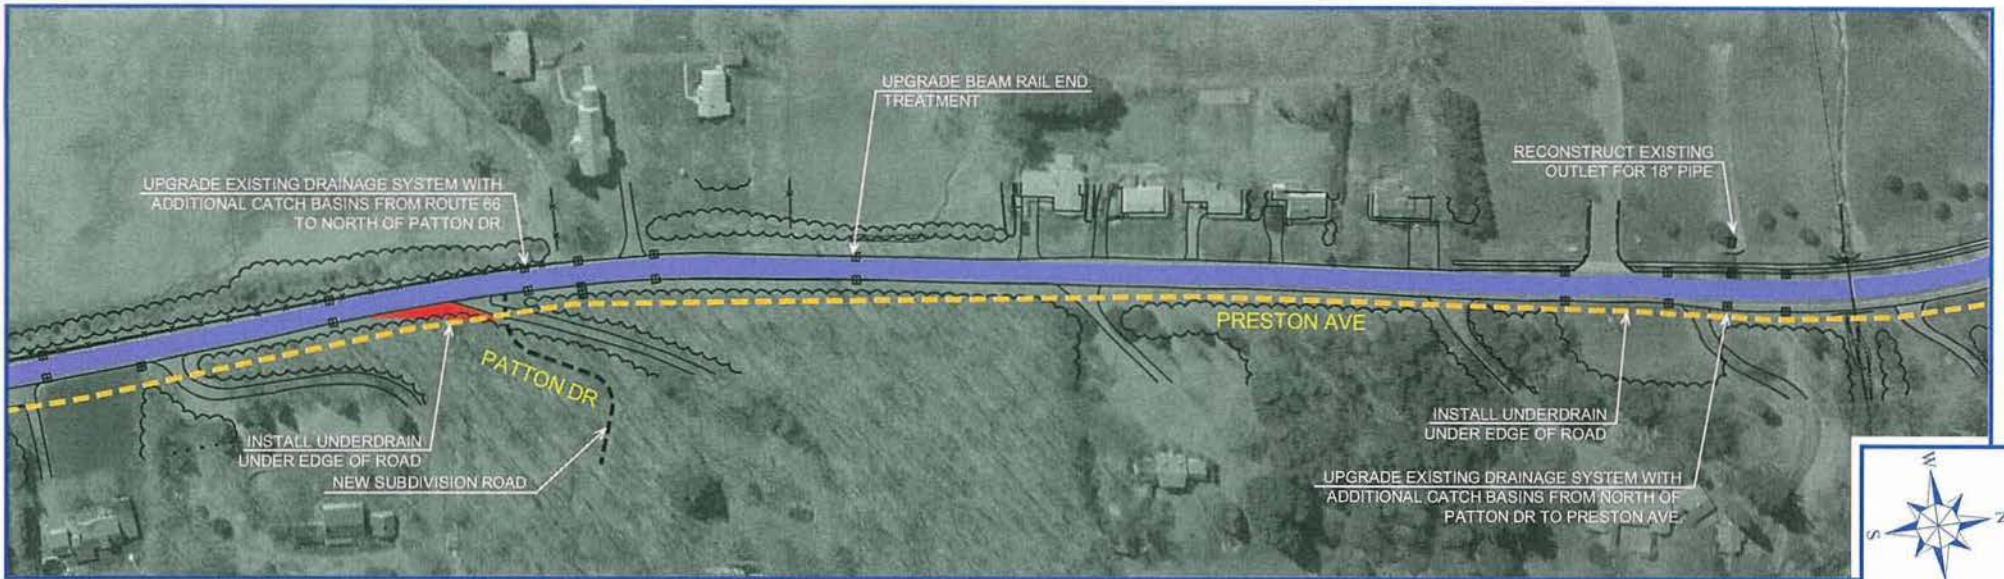 UPGRADE BEAM RAIL END
TREATMENT
RECONSTRUCT EXISTING
OUTLET FOR 18" PIPE
UPGRADE EXISTING DRAINAGE SYSTEM WITH
ADDITIONAL CATCH BASINS FROM ROUTE 66
TO NORTH OF PATTON DR
PRESTON AVE
PATTON DR
INSTALL UNDERDRAIN
UNDER EDGE OF ROAD
NEW SUBDIVISION ROAD
INSTALL UNDERDRAIN
UNDER EDGE OF ROAD
UPGRADE EXISTING DRAINAGE SYSTEM WITH
ADDITIONAL CATCH BASINS FROM NORTH OF
PATTON DR TO PRESTON AVE.
W
N
S